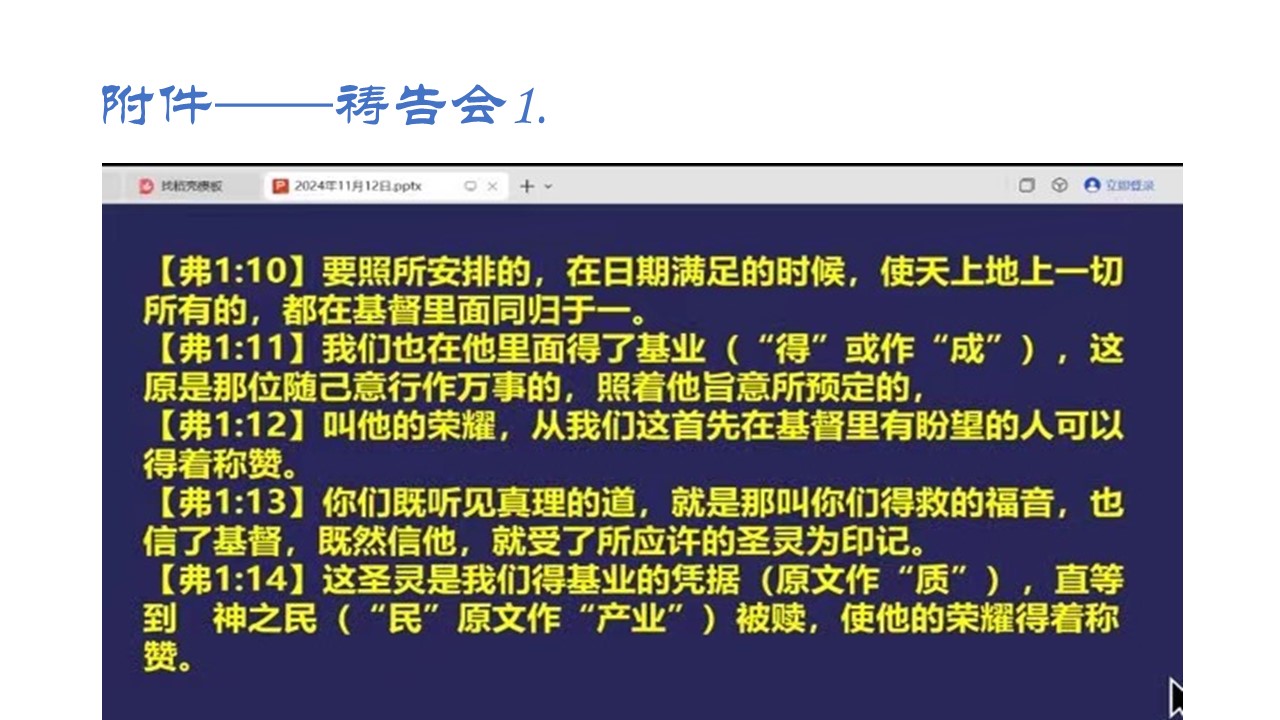 附件——祷告会1.
找稻壳模板 2024年11月12日.pptx 立即登录
【弗1:10】要照所安排的，在日期满足的时候，使天上地上一切
所有的，都在基督里面同归于一。
【弗1:11】我们也在他里面得了基业（“得”或作“成”），这
原是那位随己意行作万事的，照着他旨意所预定的，
【弗1:12】叫他的荣耀，从我们这首先在基督里有盼望的人可以
得着称赞。
【弗1:13】你们既听见真理的道，就是那叫你们得救的福音，也
信了基督，既然信他，就受了所应许的圣灵为印记。
【弗1:14】这圣灵是我们得基业的凭据（原文作“质”），直等
到　神之民（“民”原文作“产业”）被赎，使他的荣耀得着称
赞。